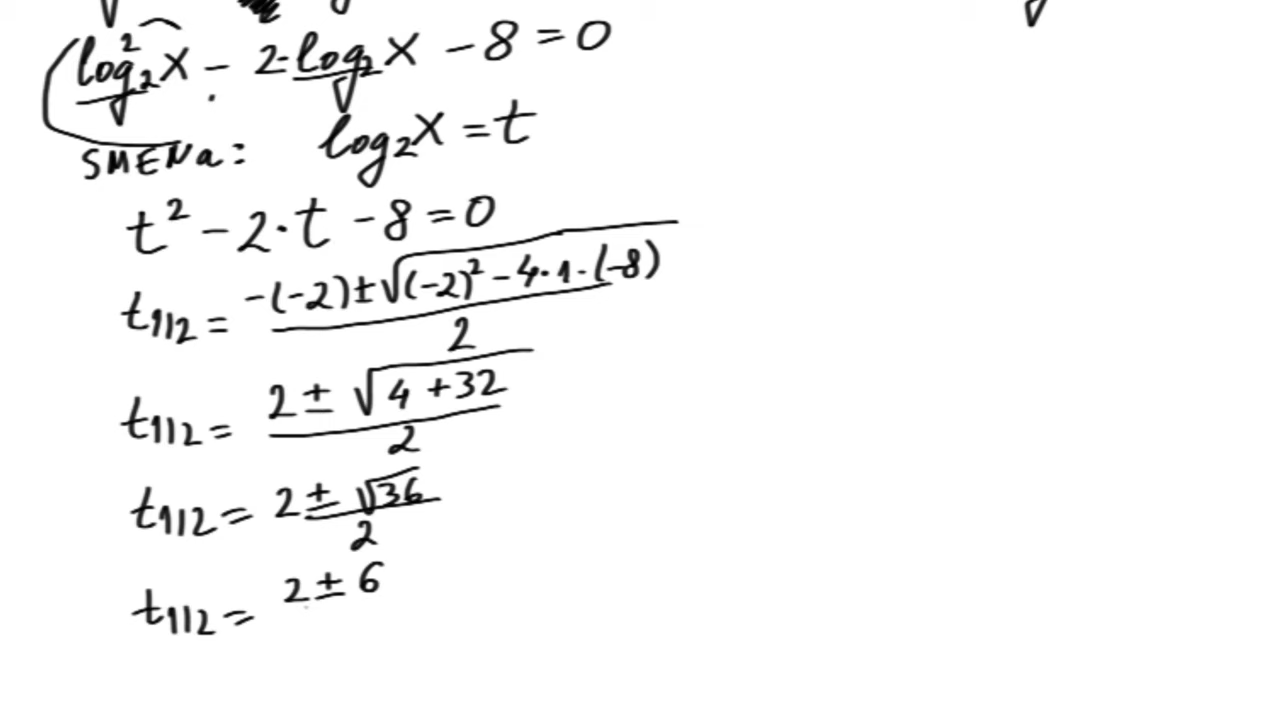 log₂²x - 2·log₂x - 8 = 0
SMENa: log₂x = t
t² - 2·t - 8 = 0
t₁|₂ = (-(-2) ± √((-2)² - 4·1·(-8))) / 2
t₁|₂ = (2 ± √(4 + 32)) / 2
t₁|₂ = (2 ± √36) / 2
t₁|₂ = 2 ± 6